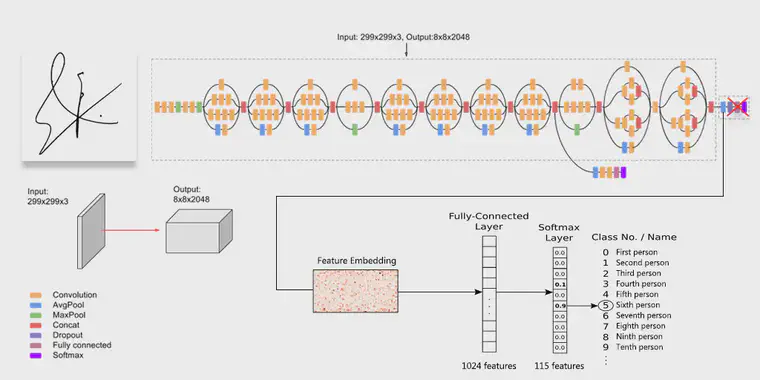 Input: 299x299x3, Output:8x8x2048
Input:
299x299x3
Output:
8x8x2048
Convolution
AvgPool
MaxPool
Concat
Dropout
Fully connected
Softmax
Feature Embedding
Fully-Connected
Layer
1024 features
Softmax
Layer
0.0
0.0
0.0
0.1
0.0
0.9
0.0
0.0
0.0
0.0
115 features
Class No. / Name
0 First person
1 Second person
2 Third person
3 Fourth person
4 Fifth person
5 Sixth person
6 Seventh person
7 Eighth person
8 Ninth person
9 Tenth person